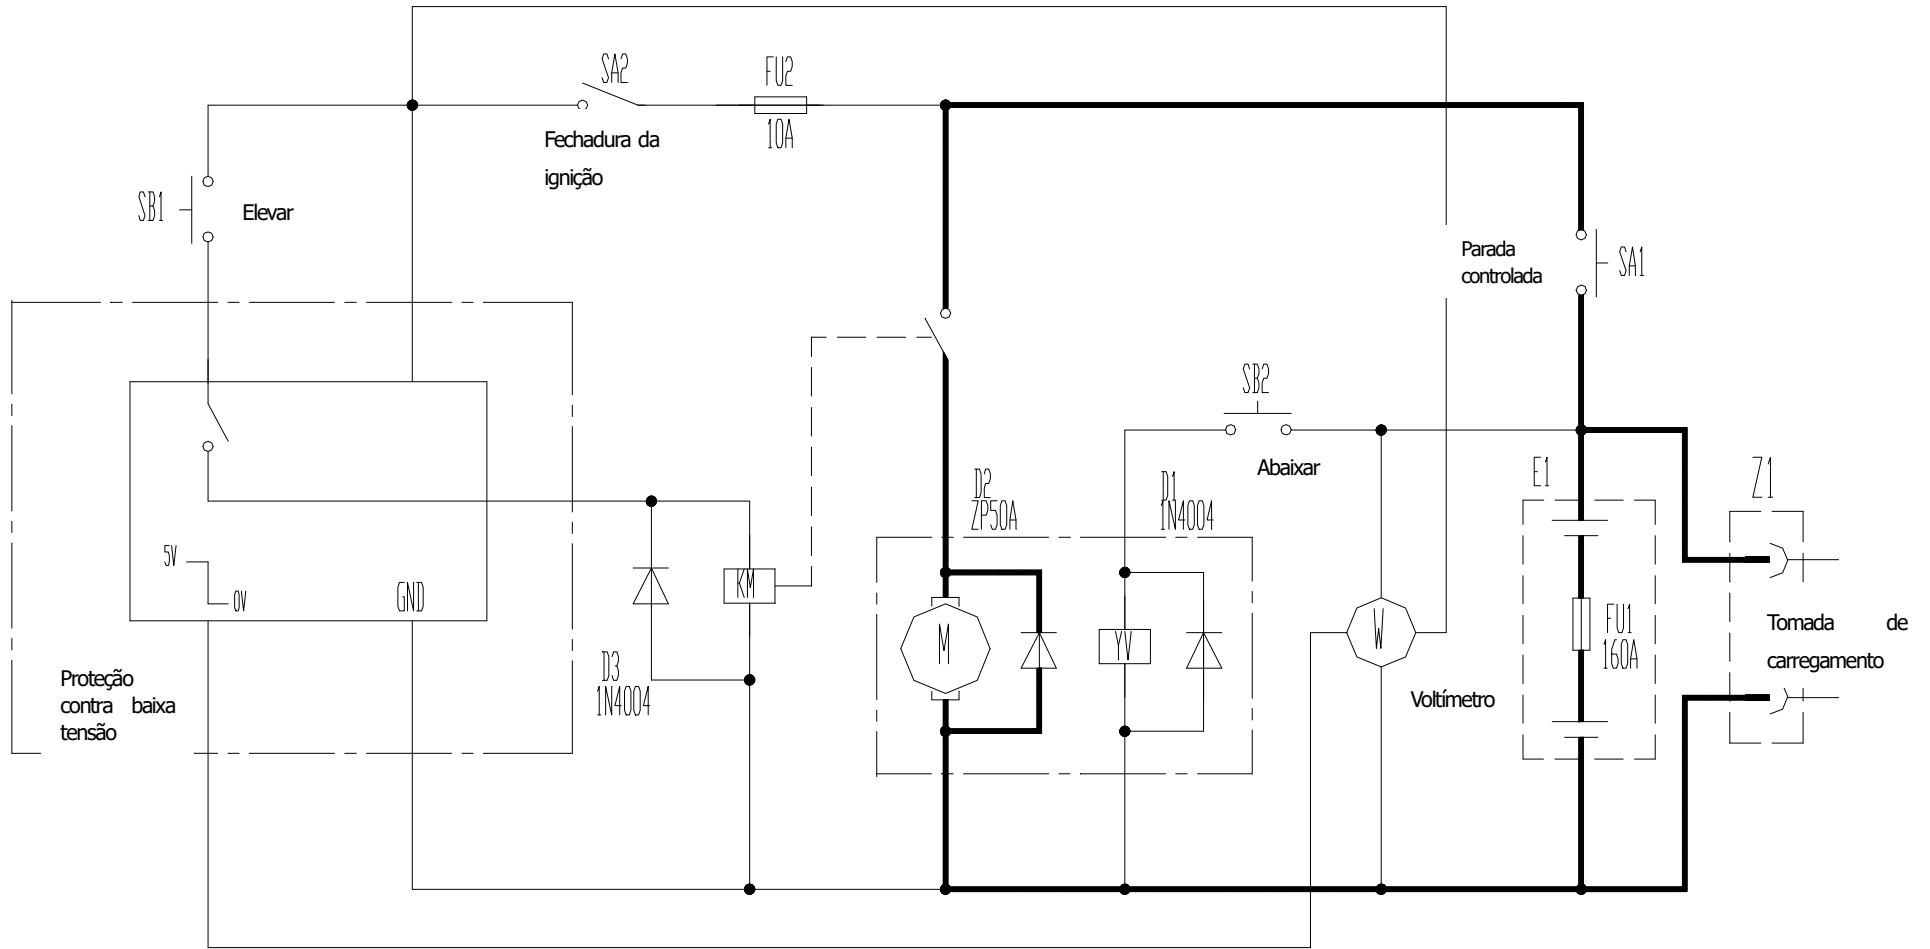 SA2
FU2
10A
Fechadura da
ignição
SB1
Elevar
Parada
controlada
SA1
SB2
Abaixar
D2
ZP50A
D1
1N4004
E1
Z1
5V
0V
GND
KM
M
YV
W
FU1
160A
Tomada de
carregamento
D3
1N4004
Proteção
contra baixa
tensão
Voltímetro